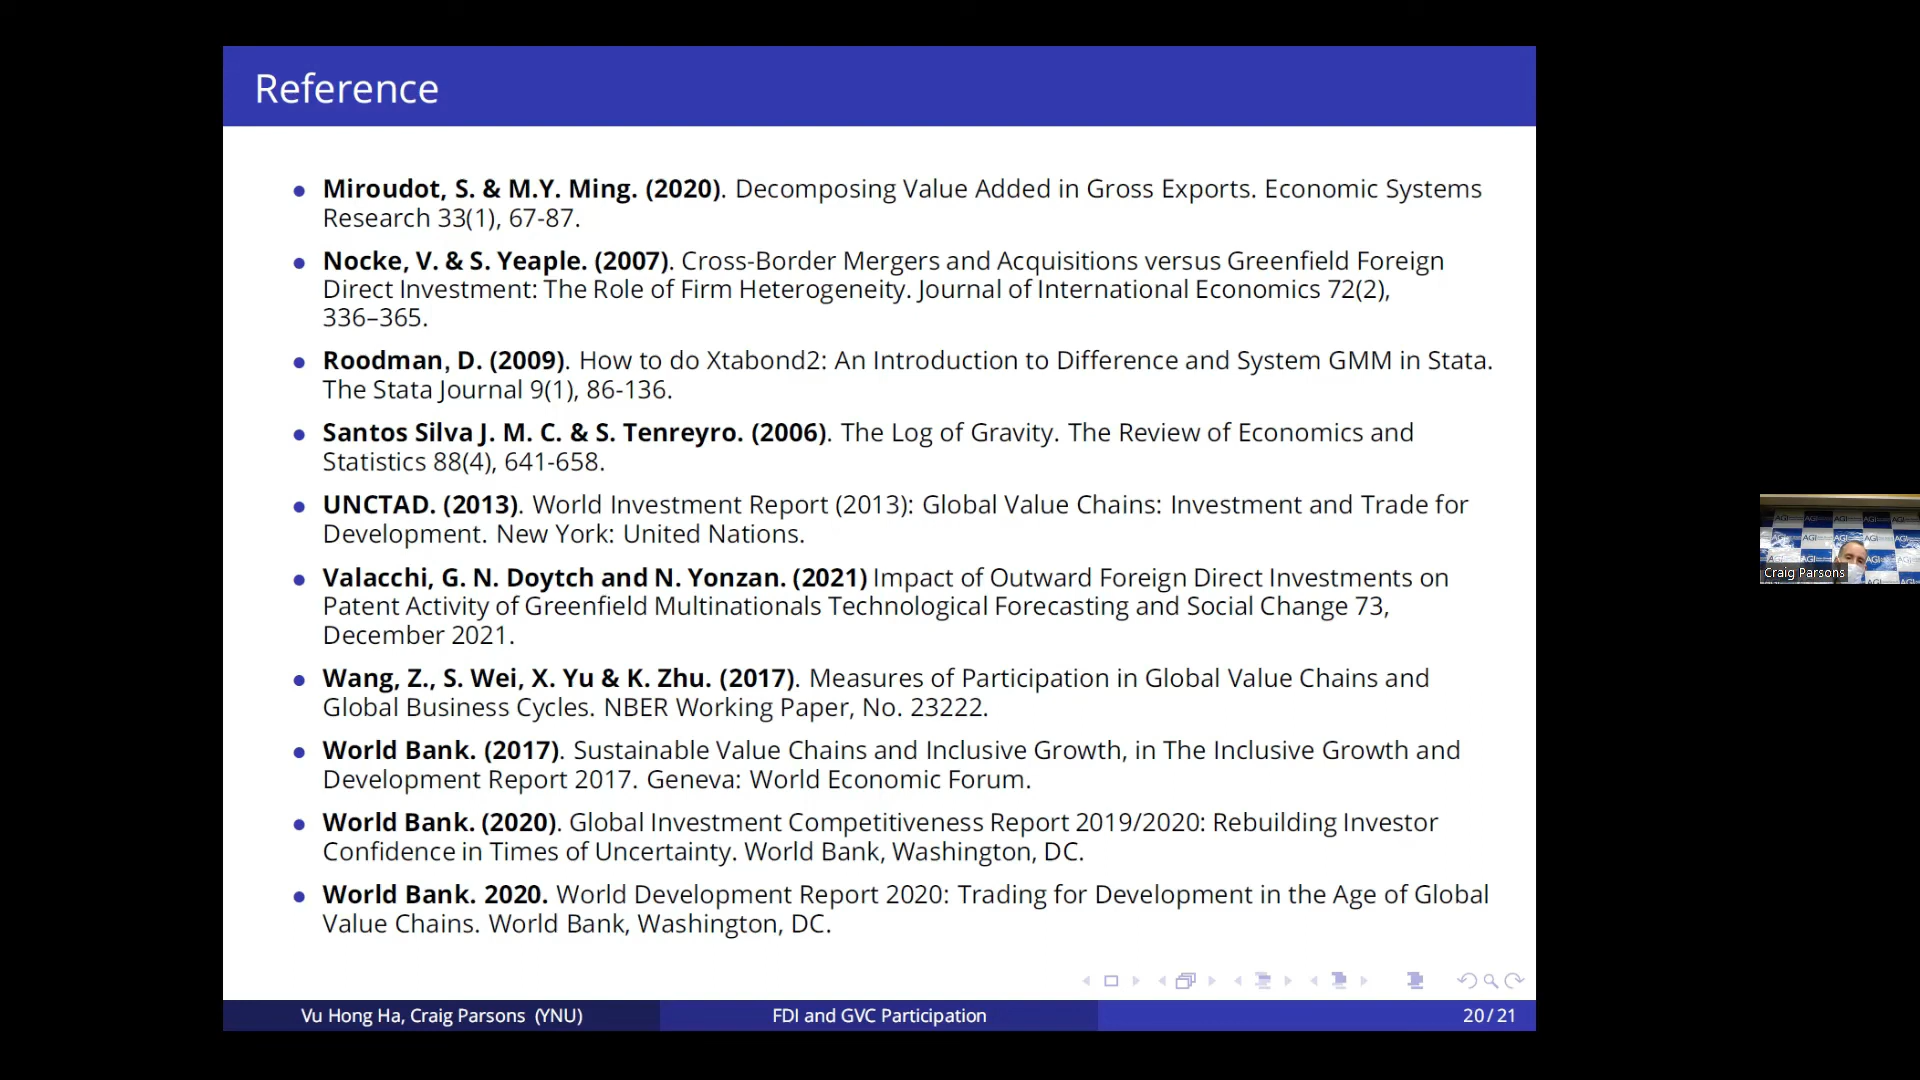 Reference
• Miroudot, S. & M.Y. Ming. (2020). Decomposing Value Added in Gross Exports. Economic Systems
Research 33(1), 67-87.
• Nocke, V. & S. Yeaple. (2007). Cross-Border Mergers and Acquisitions versus Greenfield Foreign
Direct Investment: The Role of Firm Heterogeneity. Journal of International Economics 72(2),
336–365.
• Roodman, D. (2009). How to do Xtabond2: An Introduction to Difference and System GMM in Stata.
The Stata Journal 9(1), 86-136.
• Santos Silva J. M. C. & S. Tenreyro. (2006). The Log of Gravity. The Review of Economics and
Statistics 88(4), 641-658.
• UNCTAD. (2013). World Investment Report (2013): Global Value Chains: Investment and Trade for
Development. New York: United Nations.
• Valacchi, G. N. Doytch and N. Yonzan. (2021) Impact of Outward Foreign Direct Investments on
Patent Activity of Greenfield Multinationals Technological Forecasting and Social Change 73,
December 2021.
• Wang, Z., S. Wei, X. Yu & K. Zhu. (2017). Measures of Participation in Global Value Chains and
Global Business Cycles. NBER Working Paper, No. 23222.
• World Bank. (2017). Sustainable Value Chains and Inclusive Growth, in The Inclusive Growth and
Development Report 2017. Geneva: World Economic Forum.
• World Bank. (2020). Global Investment Competitiveness Report 2019/2020: Rebuilding Investor
Confidence in Times of Uncertainty. World Bank, Washington, DC.
• World Bank. 2020. World Development Report 2020: Trading for Development in the Age of Global
Value Chains. World Bank, Washington, DC.
Vu Hong Ha, Craig Parsons (YNU)
FDI and GVC Participation
20/21
AGI AGI AGI AGI AGI
AGI AGI AGI AGI
Craig Parsons